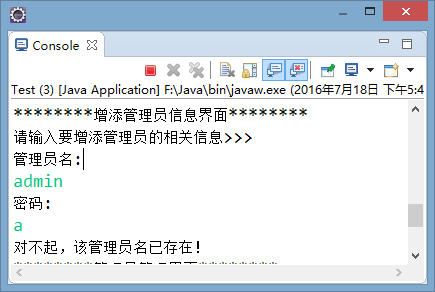 Console
Test (3) [Java Application] F:\Java\bin\javaw.exe (2016年7月18日 下午5:4
********增添管理员信息界面********
请输入要增添管理员的相关信息>>>
管理员名:
admin
密码:
a
对不起，该管理员名已存在!